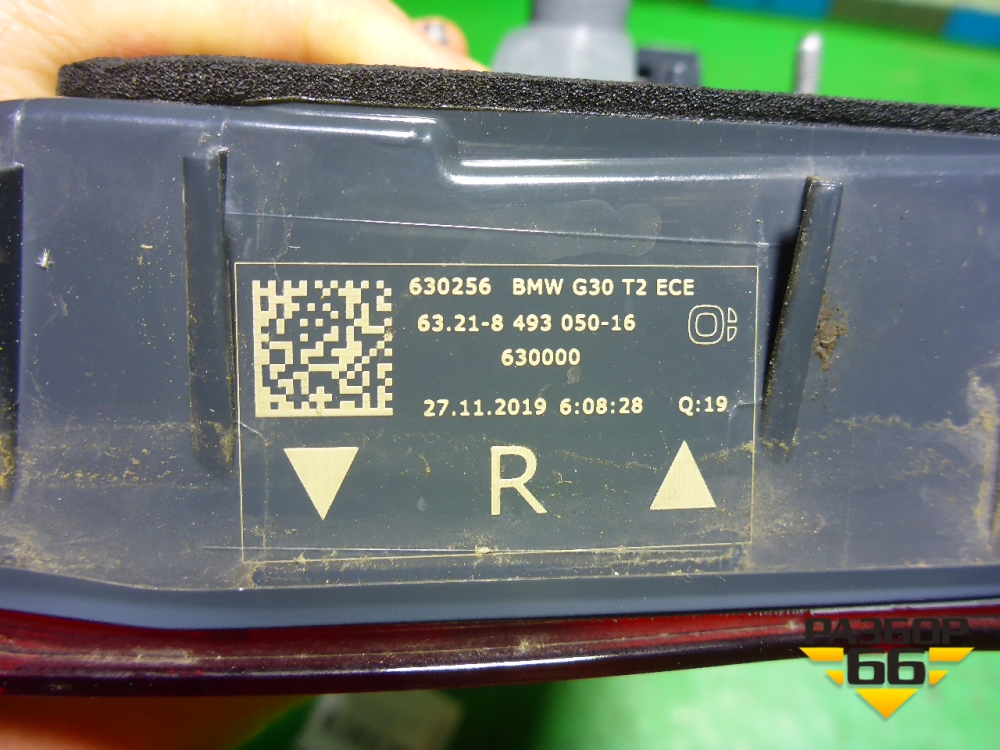 630256 BMW G30 T2 ECE
63.21-8 493 050-16
630000
27.11.2019 6:08:28 Q:19
R
РАЗБОР
66